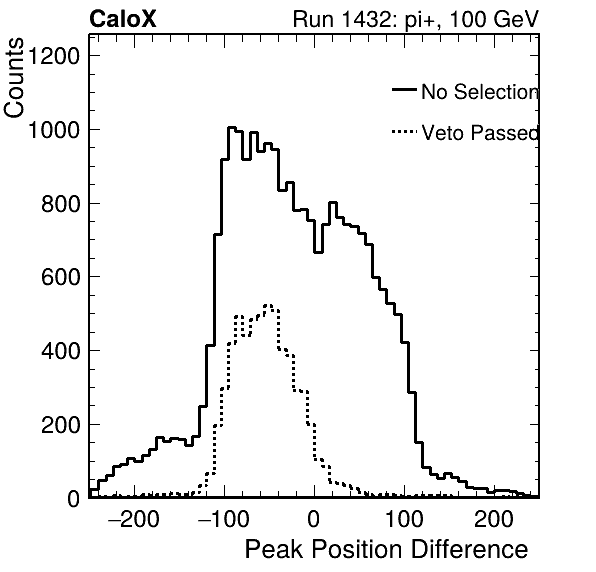 CaloX Run 1432: pi+, 100 GeV
Counts
1200
No Selection
1000
Veto Passed
800
600
400
200
0
−200 −100 0 100 200
Peak Position Difference